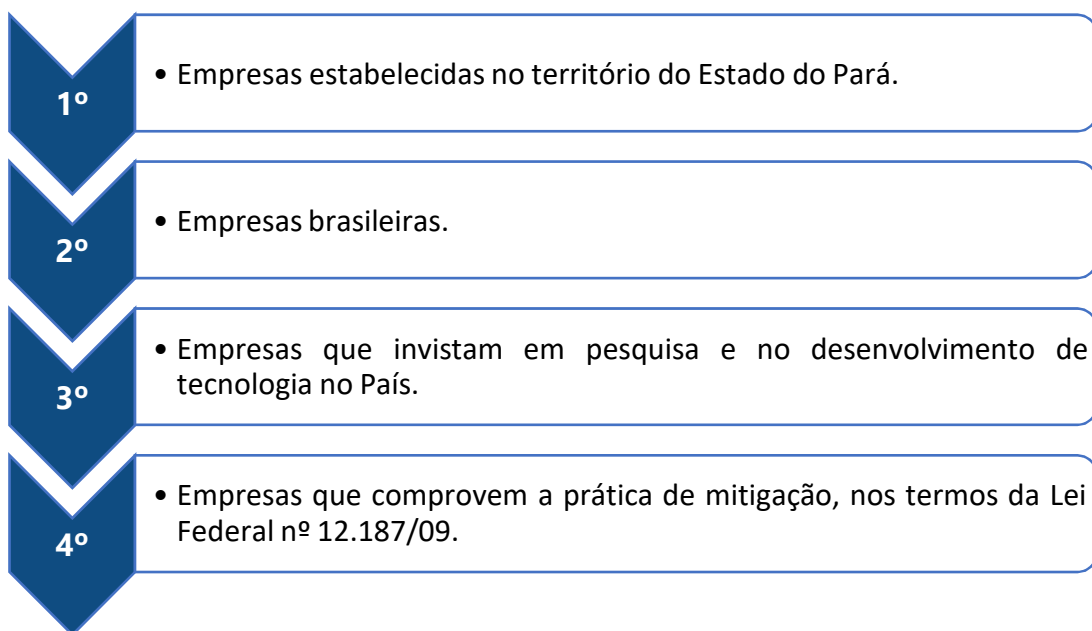 1º
• Empresas estabelecidas no território do Estado do Pará.
2º
• Empresas brasileiras.
3º
• Empresas que invistam em pesquisa e no desenvolvimento de
tecnologia no País.
4º
• Empresas que comprovem a prática de mitigação, nos termos da Lei
Federal nº 12.187/09.